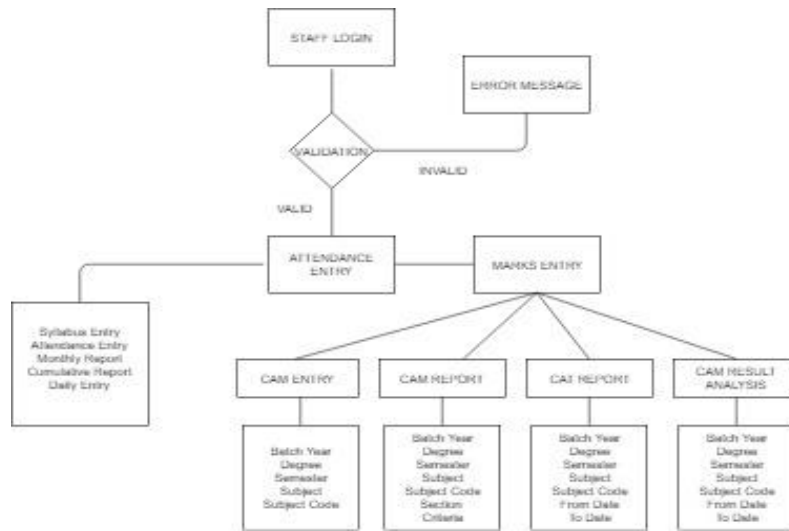 STAFF LOGIN
ERROR MESSAGE
VALIDATION
INVALID
VALID
ATTENDANCE
ENTRY
MARKS ENTRY
Syllabus Entry
Attendance Entry
Monthly Report
Cumulative Report
Daily Entry
CAM ENTRY
CAM REPORT
CAT REPORT
CAM RESULT
ANALYSIS
Batch Year
Degree
Semester
Subject
Subject Code
Batch Year
Degree
Semester
Subject
Subject Code
Section
Criteria
Batch Year
Degree
Semester
Subject
Subject Code
From Date
To Date
Batch Year
Degree
Semester
Subject
Subject Code
From Date
To Date